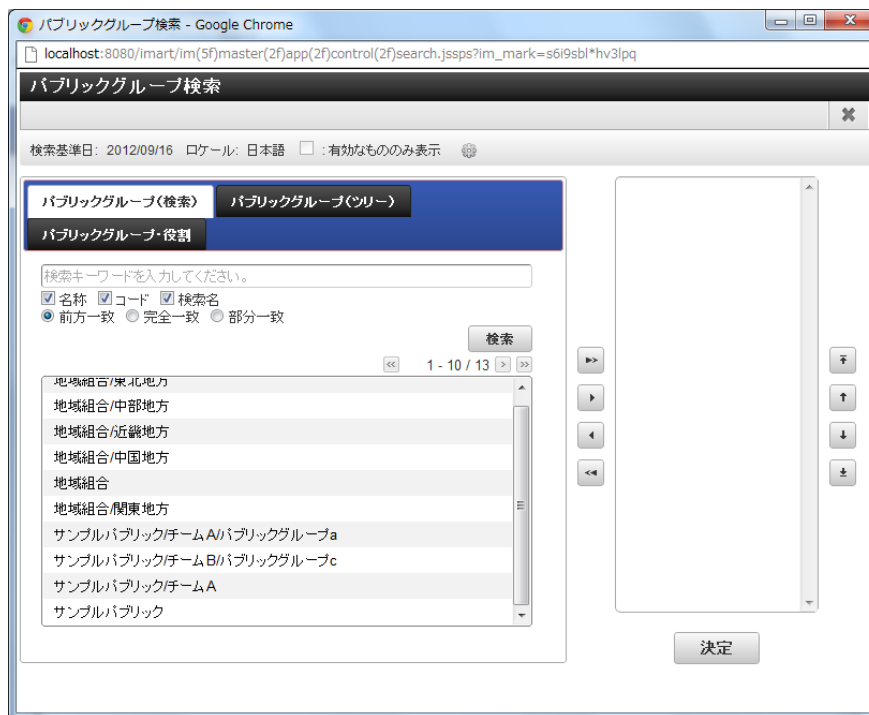 パブリックグループ検索 - Google Chrome
localhost:8080/imart/im(5f)master(2f)app(2f)control(2f)search.jssps?im_mark=s6i9sbl*hv3lpq
パブリックグループ検索
検索基準日: 2012/09/16 ロケール: 日本語 : 有効なもののみ表示
パブリックグループ(検索) パブリックグループ(ツリー)
パブリックグループ・役割
検索キーワードを入力してください。
名称 コード 検索名
前方一致 完全一致 部分一致
検索
1 - 10 / 13
地域組合/東北地方
地域組合/中部地方
地域組合/近畿地方
地域組合/中国地方
地域組合
地域組合/関東地方
サンプルパブリック/チームA/パブリックグループa
サンプルパブリック/チームB/パブリックグループc
サンプルパブリック/チームA
サンプルパブリック
決定